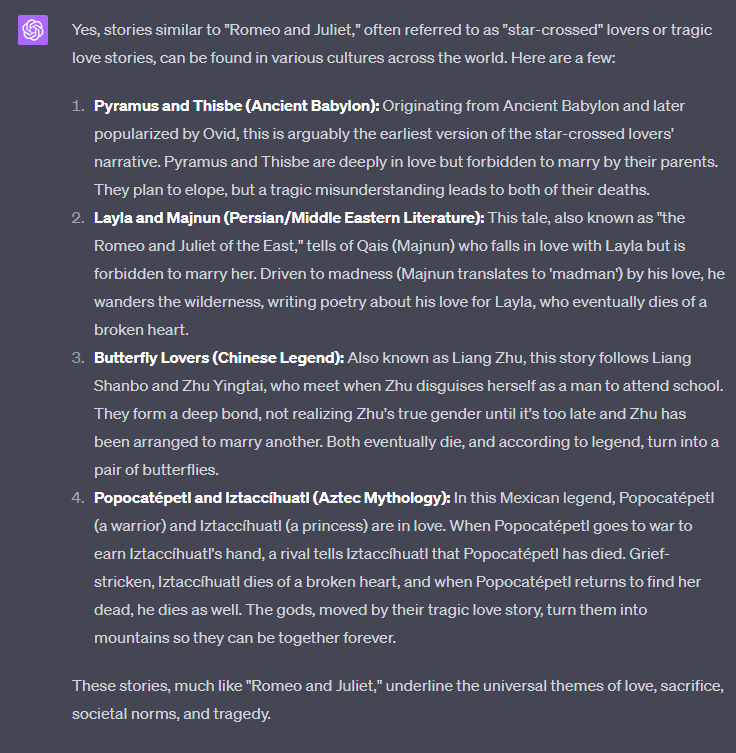 Yes, stories similar to "Romeo and Juliet," often referred to as "star-crossed" lovers or tragic
love stories, can be found in various cultures across the world. Here are a few:
1. Pyramus and Thisbe (Ancient Babylon): Originating from Ancient Babylon and later
popularized by Ovid, this is arguably the earliest version of the star-crossed lovers'
narrative. Pyramus and Thisbe are deeply in love but forbidden to marry by their parents.
They plan to elope, but a tragic misunderstanding leads to both of their deaths.
2. Layla and Majnun (Persian/Middle Eastern Literature): This tale, also known as "the
Romeo and Juliet of the East," tells of Qais (Majnun) who falls in love with Layla but is
forbidden to marry her. Driven to madness (Majnun translates to 'madman') by his love, he
wanders the wilderness, writing poetry about his love for Layla, who eventually dies of a
broken heart.
3. Butterfly Lovers (Chinese Legend): Also known as Liang Zhu, this story follows Liang
Shanbo and Zhu Yingtai, who meet when Zhu disguises herself as a man to attend school.
They form a deep bond, not realizing Zhu's true gender until it's too late and Zhu has
been arranged to marry another. Both eventually die, and according to legend, turn into a
pair of butterflies.
4. Popocatépetl and Iztaccíhuatl (Aztec Mythology): In this Mexican legend, Popocatépetl
(a warrior) and Iztaccíhuatl (a princess) are in love. When Popocatépetl goes to war to
earn Iztaccíhuatl's hand, a rival tells Iztaccíhuatl that Popocatépetl has died. Grief-
stricken, Iztaccíhuatl dies of a broken heart, and when Popocatépetl returns to find her
dead, he dies as well. The gods, moved by their tragic love story, turn them into
mountains so they can be together forever.
These stories, much like "Romeo and Juliet," underline the universal themes of love, sacrifice,
societal norms, and tragedy.